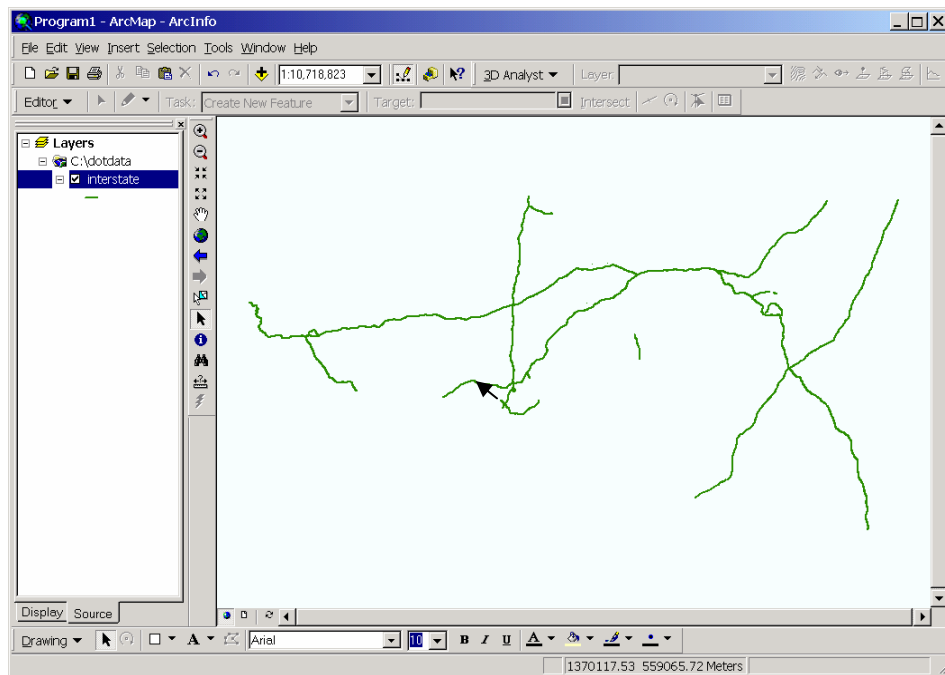 Program1 - ArcMap - ArcInfo
File Edit View Insert Selection Tools Window Help
1:10,718,823 3D Analyst Layer:
Editor Task: Create New Feature Target: Intersect
Layers
C:\dotdata
interstate
Display Source
Drawing A Arial 10 B I U A
1370117.53 559065.72 Meters